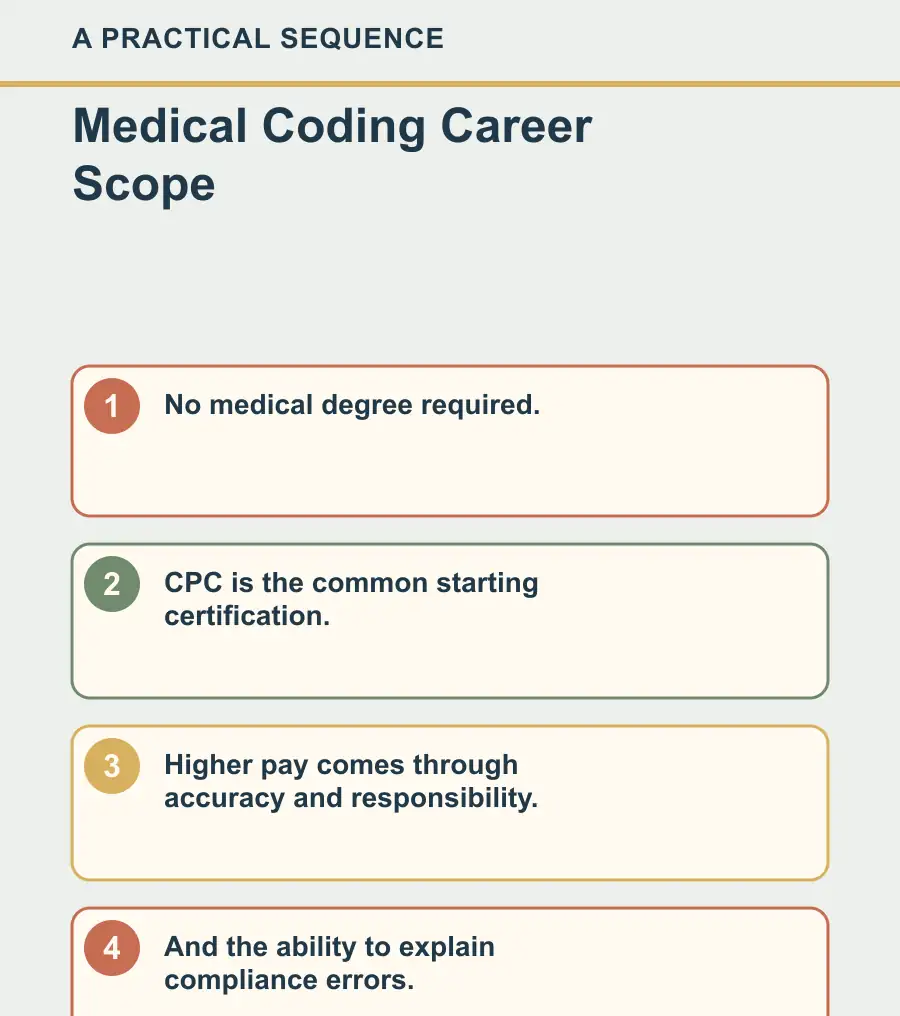 A PRACTICAL SEQUENCE
Medical Coding Career
Scope
1
No medical degree required.
2
CPC is the common starting
certification.
3
Higher pay comes through
accuracy and responsibility.
4
And the ability to explain
compliance errors.